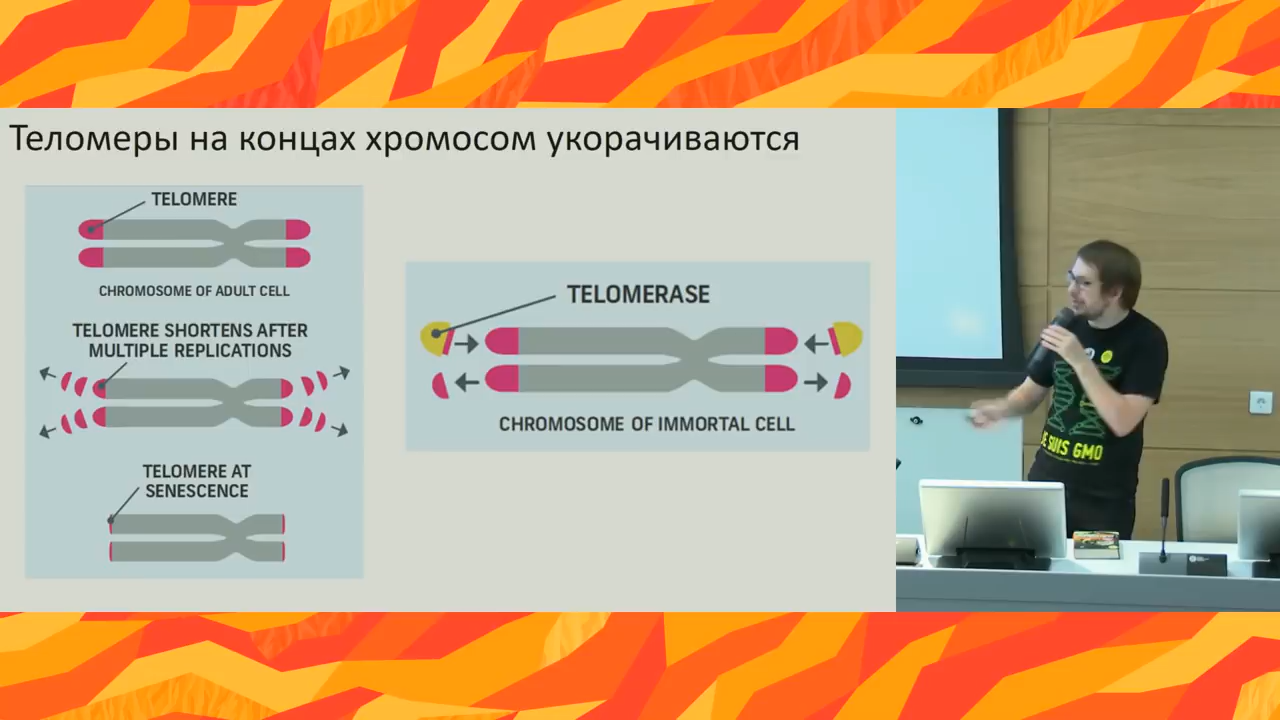 Теломеры на концах хромосом укорачиваются
TELOMERE
CHROMOSOME OF ADULT CELL
TELOMERE SHORTENS AFTER
MULTIPLE REPLICATIONS
TELOMERE AT
SENESCENCE
TELOMERASE
CHROMOSOME OF IMMORTAL CELL
JE SUIS GMO